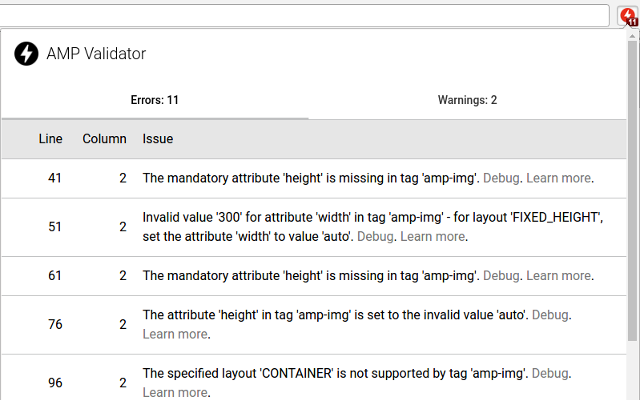 11
AMP Validator
Errors: 11
Warnings: 2
Line Column Issue
41 2 The mandatory attribute 'height' is missing in tag 'amp-img'. Debug. Learn more.
51 2 Invalid value '300' for attribute 'width' in tag 'amp-img' - for layout 'FIXED_HEIGHT',
set the attribute 'width' to value 'auto'. Debug. Learn more.
61 2 The mandatory attribute 'height' is missing in tag 'amp-img'. Debug. Learn more.
76 2 The attribute 'height' in tag 'amp-img' is set to the invalid value 'auto'. Debug.
Learn more.
96 2 The specified layout 'CONTAINER' is not supported by tag 'amp-img'. Debug.
Learn more.